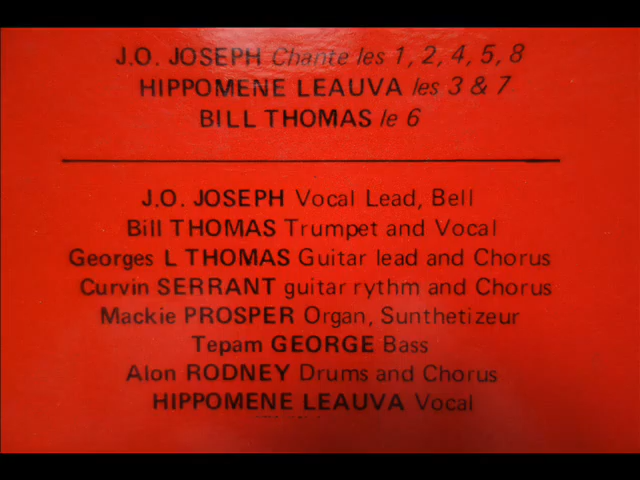 J.O. JOSEPH Chante les 1, 2, 4, 5, 8
HIPPOMENE LEAUVA les 3 & 7
BILL THOMAS le 6
J.O. JOSEPH Vocal Lead, Bell
Bill THOMAS Trumpet and Vocal
Georges L THOMAS Guitar lead and Chorus
Curvin SERRANT guitar rythm and Chorus
Mackie PROSPER Organ, Sunthetizeur
Tepam GEORGE Bass
Alon RODNEY Drums and Chorus
HIPPOMENE LEAUVA Vocal